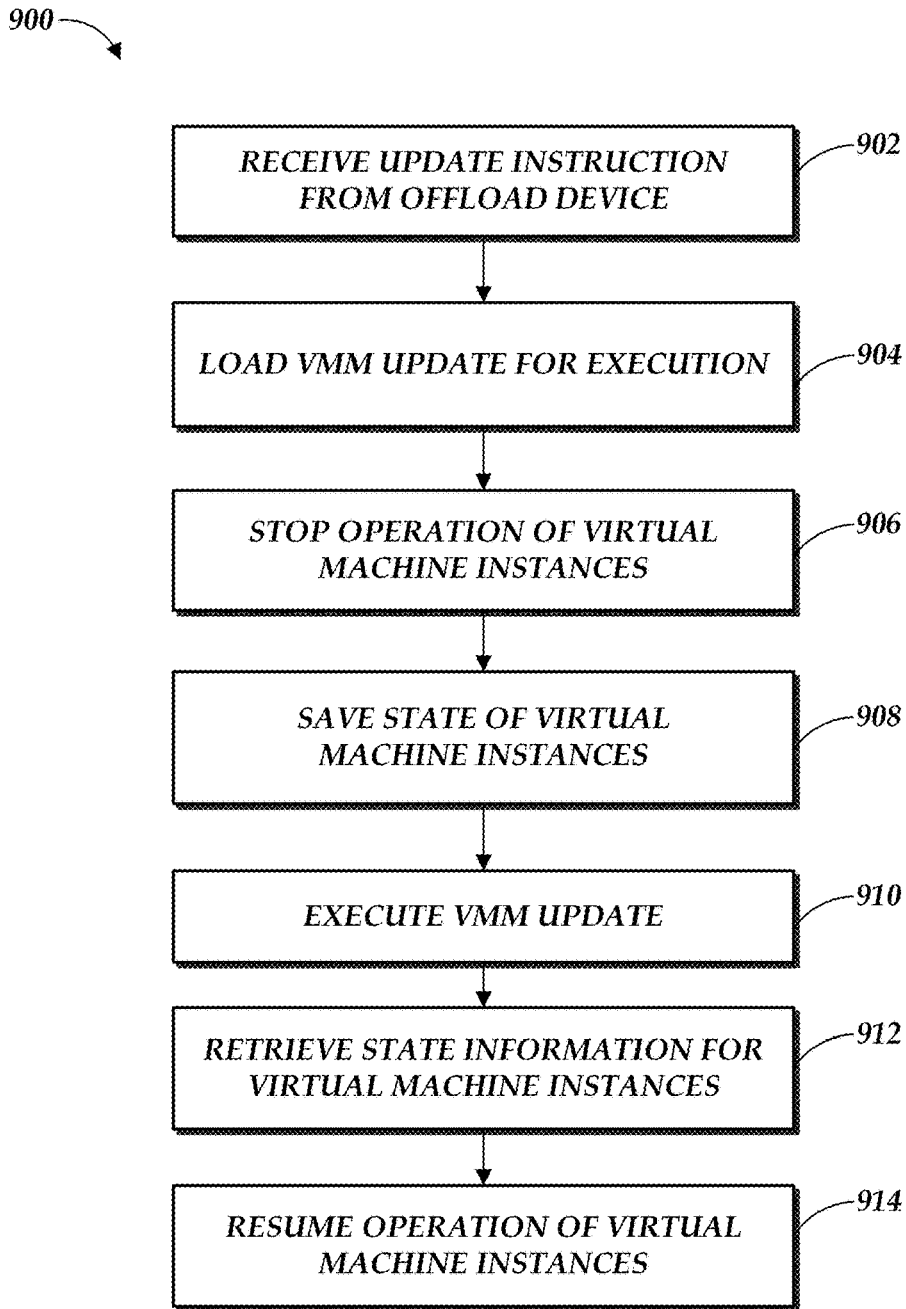 900
RECEIVE UPDATE INSTRUCTION
FROM OFFLOAD DEVICE
902
LOAD VMM UPDATE FOR EXECUTION
904
STOP OPERATION OF VIRTUAL
MACHINE INSTANCES
906
SAVE STATE OF VIRTUAL
MACHINE INSTANCES
908
EXECUTE VMM UPDATE
910
RETRIEVE STATE INFORMATION FOR
VIRTUAL MACHINE INSTANCES
912
RESUME OPERATION OF VIRTUAL
MACHINE INSTANCES
914